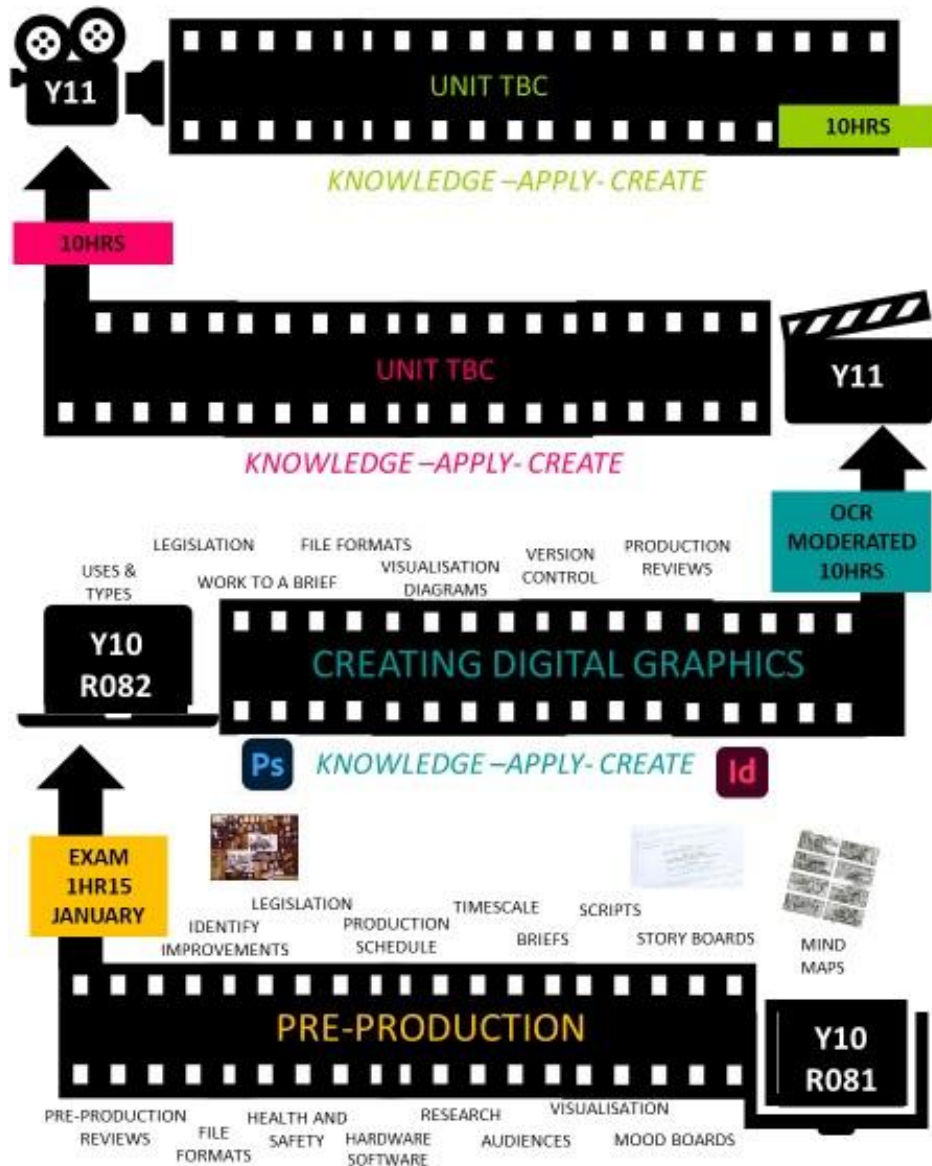 Y11
UNIT TBC
10HRS
KNOWLEDGE –APPLY- CREATE
10HRS
UNIT TBC
Y11
KNOWLEDGE –APPLY- CREATE
OCR
MODERATED
10HRS
LEGISLATION
FILE FORMATS
VERSION
CONTROL
PRODUCTION
REVIEWS
USES &
TYPES
WORK TO A BRIEF
VISUALISATION
DIAGRAMS
Y10
R082
CREATING DIGITAL GRAPHICS
Ps
KNOWLEDGE –APPLY- CREATE
Id
EXAM
1HR15
JANUARY
LEGISLATION
TIMESCALE
SCRIPTS
IDENTIFY
IMPROVEMENTS
PRODUCTION
SCHEDULE
BRIEFS
STORY BOARDS
MIND
MAPS
PRE-PRODUCTION
Y10
R081
PRE-PRODUCTION
REVIEWS
FILE
FORMATS
HEALTH AND
SAFETY
HARDWARE
SOFTWARE
RESEARCH
AUDIENCES
VISUALISATION
MOOD BOARDS